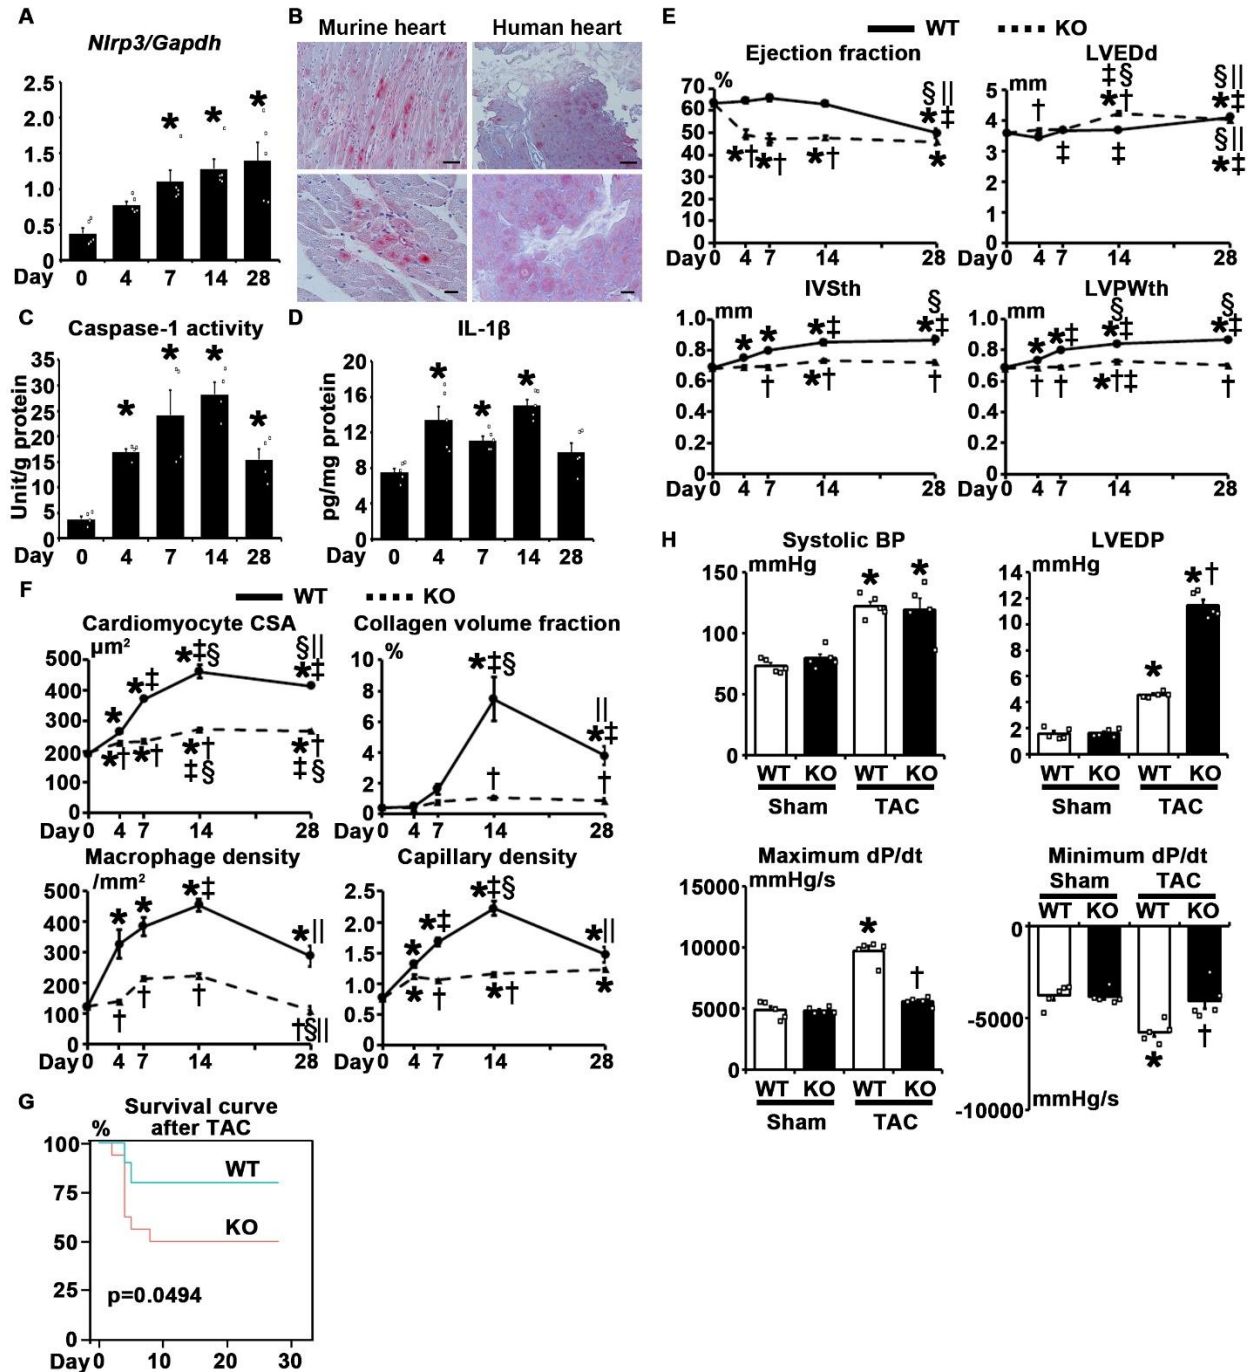 A
Nlrp3/Gapdh
2.5
2.0
1.5
1.0
0.5
0
* * *
Day 0 4 7 14 28
B
Murine heart Human heart
C
Caspase-1 activity
Unit/g protein
35
30
25
20
15
10
5
0
* * * *
Day 0 4 7 14 28
D
IL-1β
pg/mg protein
20
16
12
8
4
0
* * *
Day 0 4 7 14 28
E
WT KO
Ejection fraction
%
70
60
50
40
30
20
10
0
§||
*‡
*† *† *† *
Day 0 4 7 14 28
LVEDd
mm
5
4
3
2
1
0
‡§ §||
† *† *‡
‡ ‡ §||
*‡
Day 0 4 7 14 28
IVSth
mm
1.0
0.8
0.6
0.4
0.2
0
§
* * *‡ *‡
† *† †
Day 0 4 7 14 28
LVPWth
mm
1.0
0.8
0.6
0.4
0.2
0
§ §
* *‡ *‡ *‡
† † *†‡ †
Day 0 4 7 14 28
F
WT KO
Cardiomyocyte CSA
µm2
500
400
300
200
100
0
§||
* *‡ *‡§ *‡
*† *† *† *†
‡§ ‡§
Day 0 4 7 14 28
Collagen volume fraction
%
10
8
6
4
2
0
*‡§ ||
*‡
† †
Day 0 4 7 14 28
Macrophage density
/mm2
500
400
300
200
100
0
* * *‡ *||
† † † †§||
Day 0 4 7 14 28
Capillary density
2.5
2.0
1.5
1.0
0.5
0
* *‡ *‡§ *||
* † *† *
Day 0 4 7 14 28
G
Survival curve
after TAC
%
100
75
50
25
0
WT
KO
p=0.0494
Day 0 10 20 30
H
Systolic BP
mmHg
150
100
50
0
* *
WT KO WT KO
Sham TAC
LVEDP
mmHg
14
12
10
8
6
4
2
0
* *†
WT KO WT KO
Sham TAC
Maximum dP/dt
mmHg/s
15000
10000
5000
0
* †
WT KO WT KO
Sham TAC
Minimum dP/dt
Sham TAC
WT KO WT KO
0
-5000
-10000
* †
mmHg/s